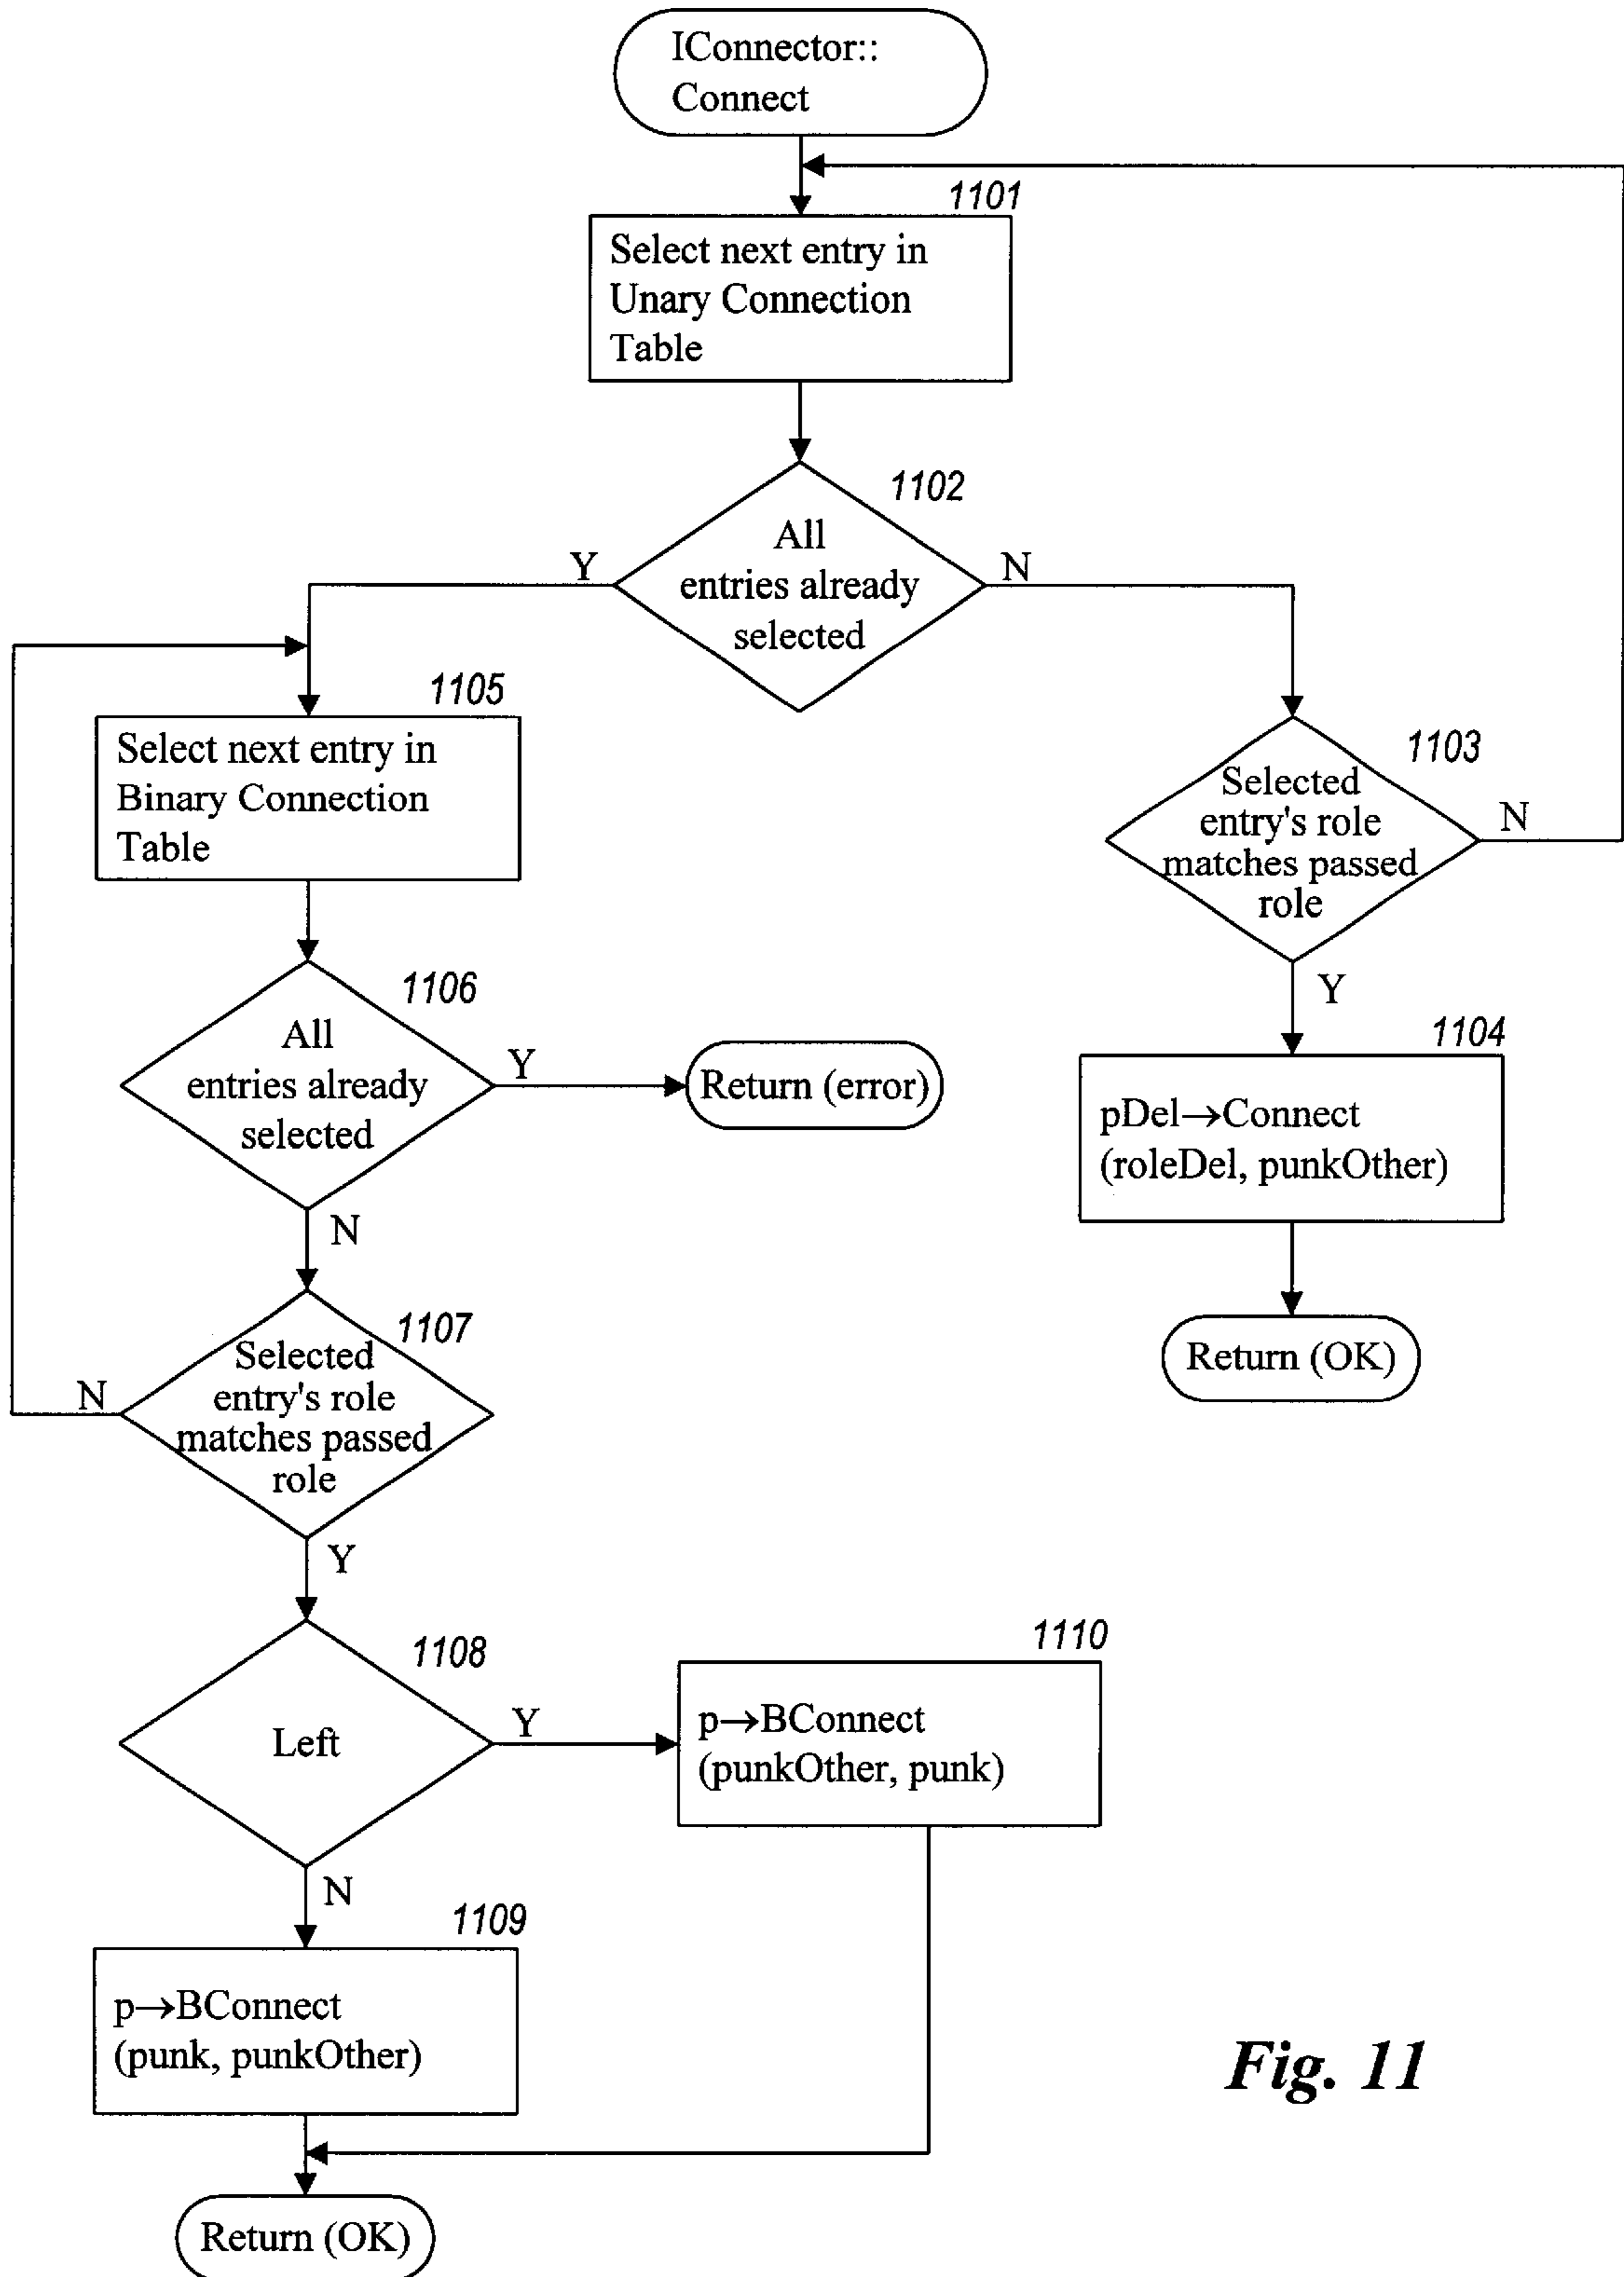 IConnector::
Connect
1101
Select next entry in
Unary Connection
Table
1102
All
entries already
selected
Y
N
1105
Select next entry in
Binary Connection
Table
1103
Selected
entry's role
matches passed
role
N
Y
1106
All
entries already
selected
Y
Return (error)
N
1104
pDel→Connect
(roleDel, punkOther)
Return (OK)
1107
Selected
entry's role
matches passed
role
N
Y
1108
Left
Y
N
1110
p→BConnect
(punkOther, punk)
1109
p→BConnect
(punk, punkOther)
Return (OK)
Fig. 11